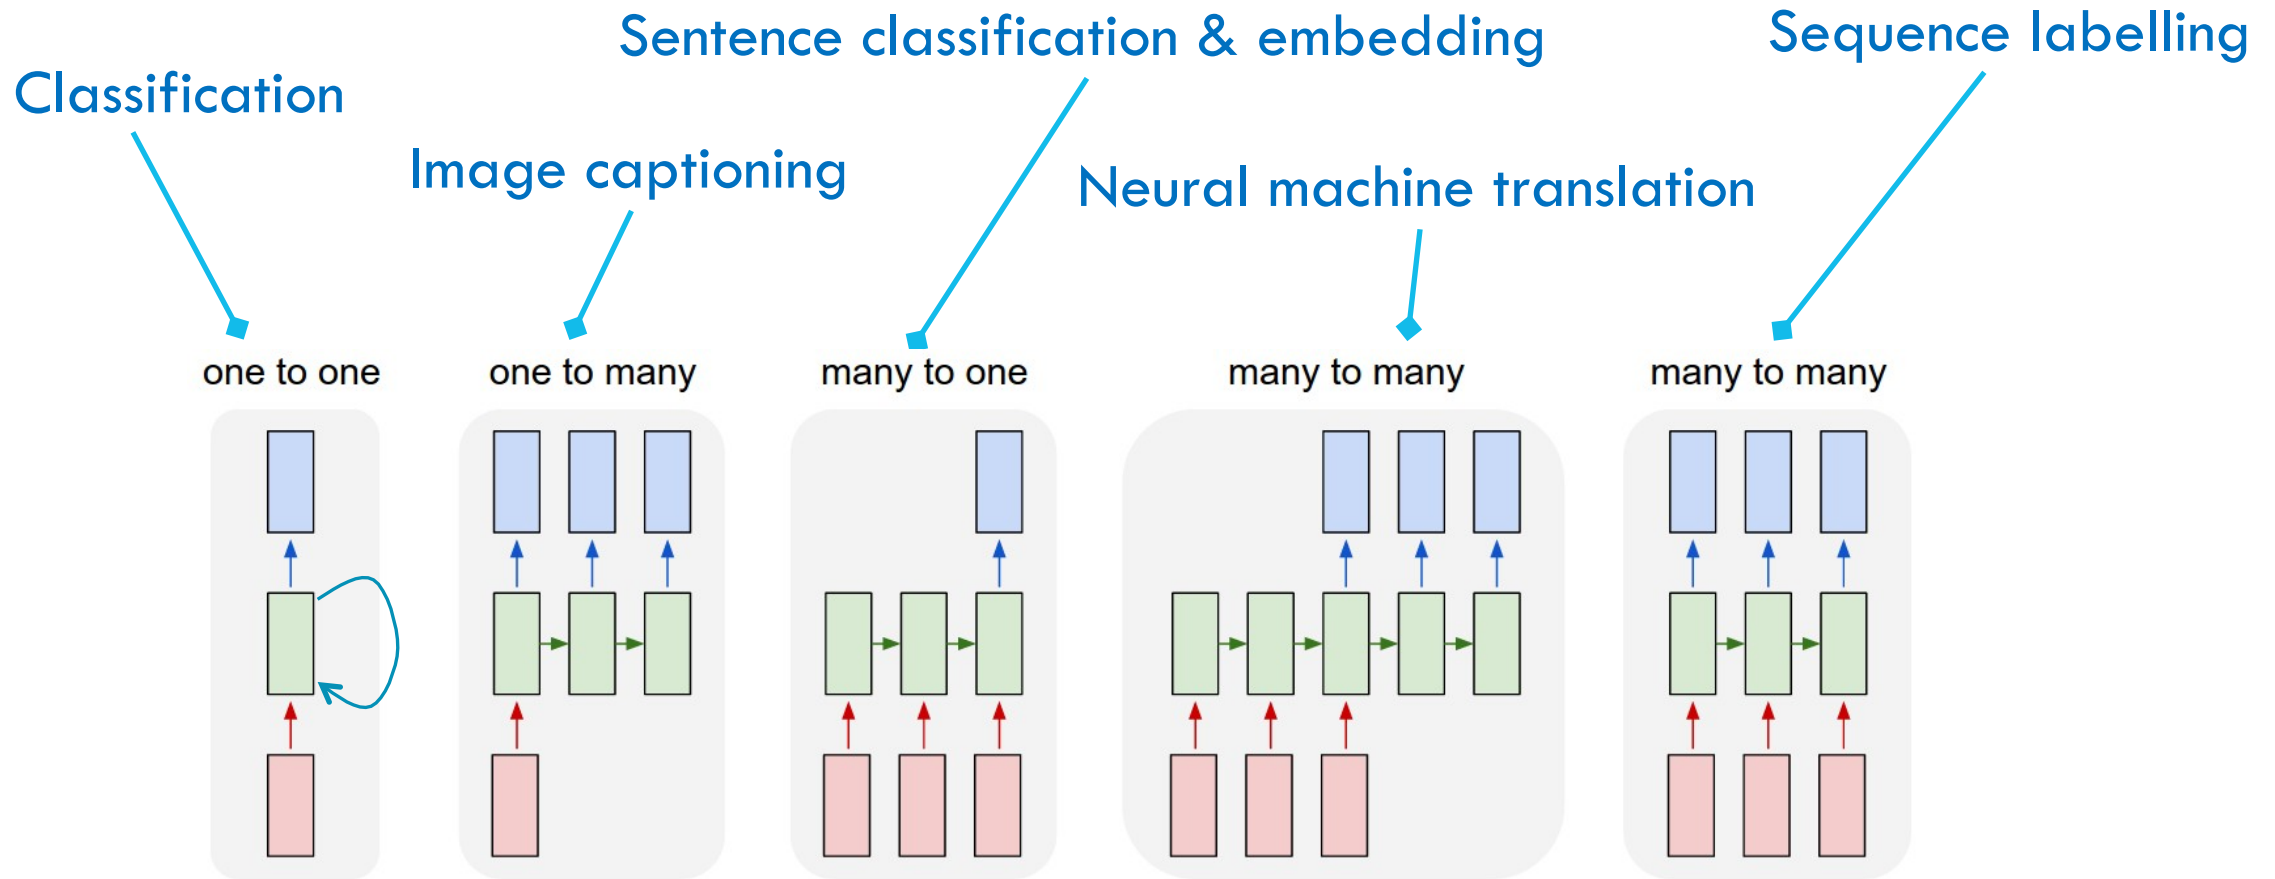 Sentence classification & embedding
Sequence labelling
Classification
Image captioning
Neural machine translation
one to one
one to many
many to one
many to many
many to many